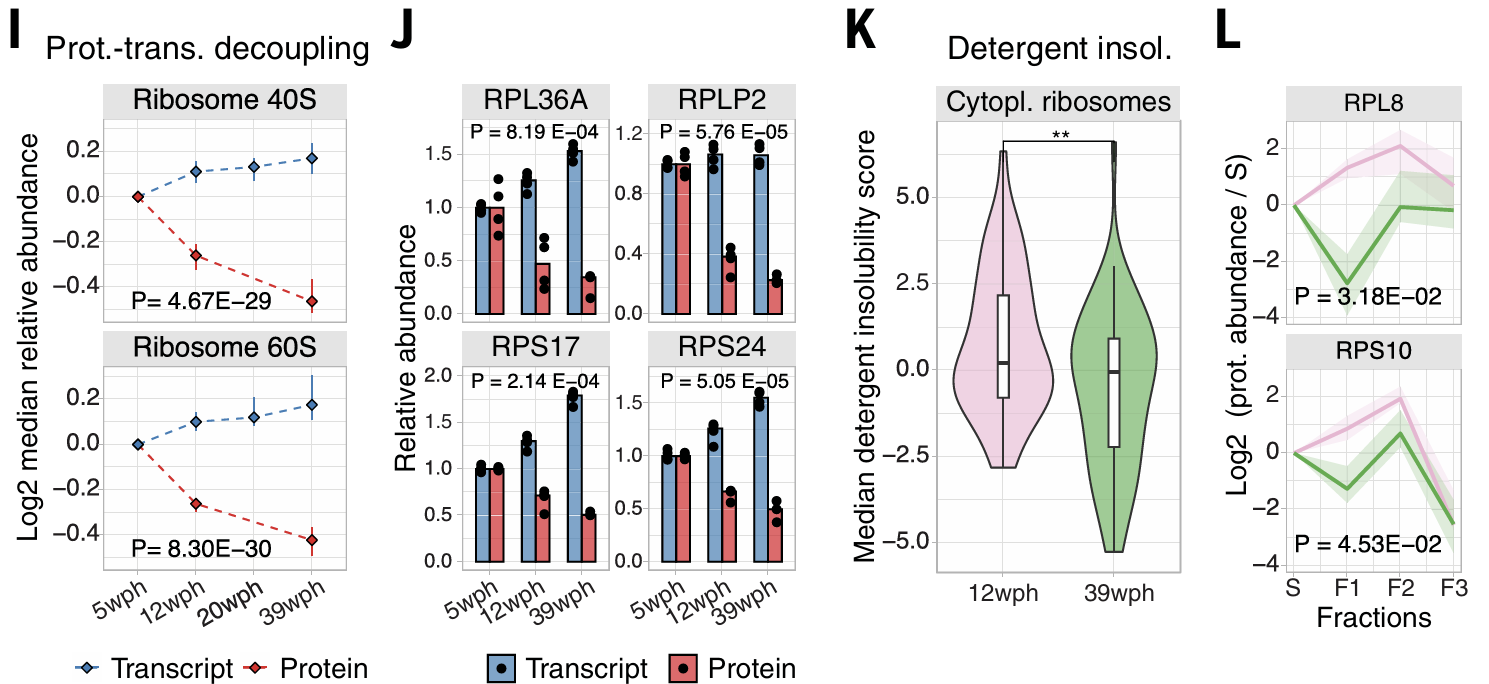 I
Prot.-trans. decoupling
Log2 median relative abundance
Ribosome 40S
0.2
0.0
−0.2
−0.4
P= 4.67E−29
Ribosome 60S
0.2
0.0
−0.2
−0.4
P= 8.30E−30
5wph
12wph
20wph
39wph
Transcript
Protein
J
Relative abundance
RPL36A
P = 8.19 E−04
1.5
1.0
0.5
0.0
RPLP2
P = 5.76 E−05
1.2
0.8
0.4
0.0
RPS17
P = 2.14 E−04
2.0
1.5
1.0
0.5
0.0
RPS24
P = 5.05 E−05
1.5
1.0
0.5
0.0
5wph
12wph
39wph
5wph
12wph
39wph
Transcript
Protein
K
Detergent insol.
Median detergent insolubility score
Cytopl. ribosomes
**
5.0
2.5
0.0
−2.5
−5.0
12wph
39wph
L
Log2 (prot. abundance / S)
RPL8
2
0
−2
−4
P = 3.18E−02
RPS10
2
0
−2
−4
P = 4.53E−02
S
F1
F2
F3
Fractions